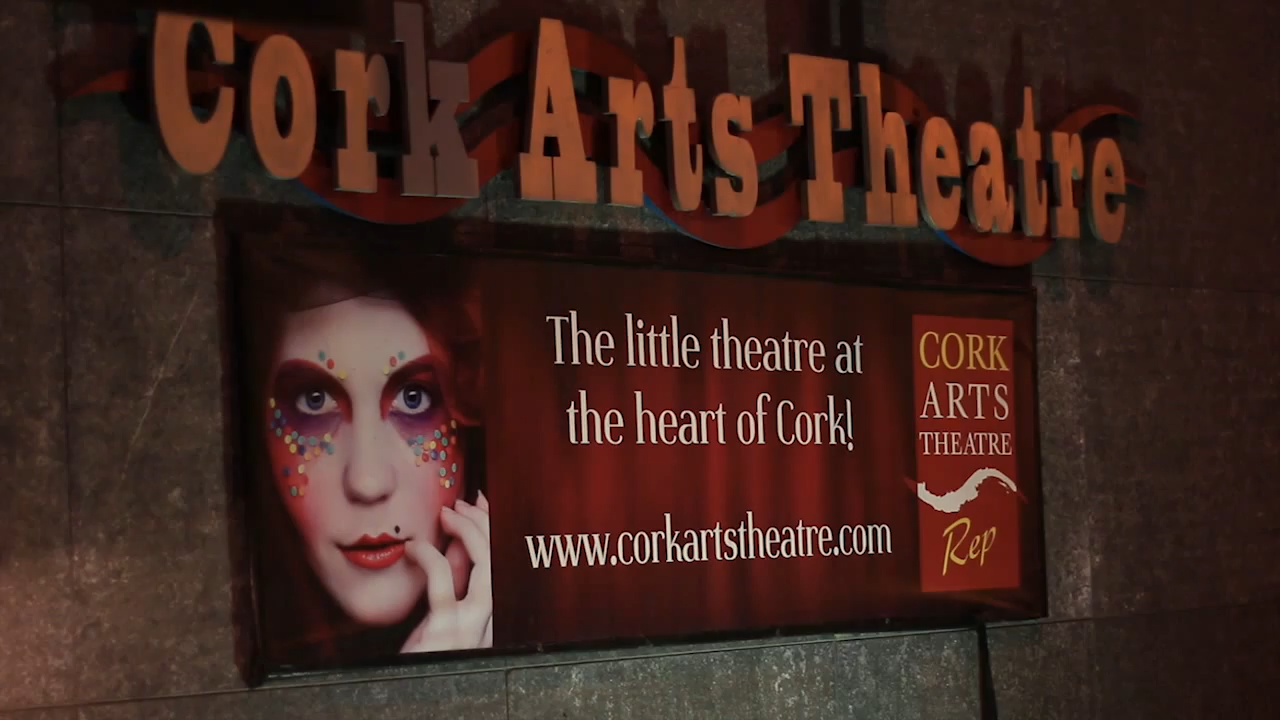 Cork Arts Theatre
The little theatre at
the heart of Cork!
www.corkartstheatre.com
CORK
ARTS
THEATRE
Rep